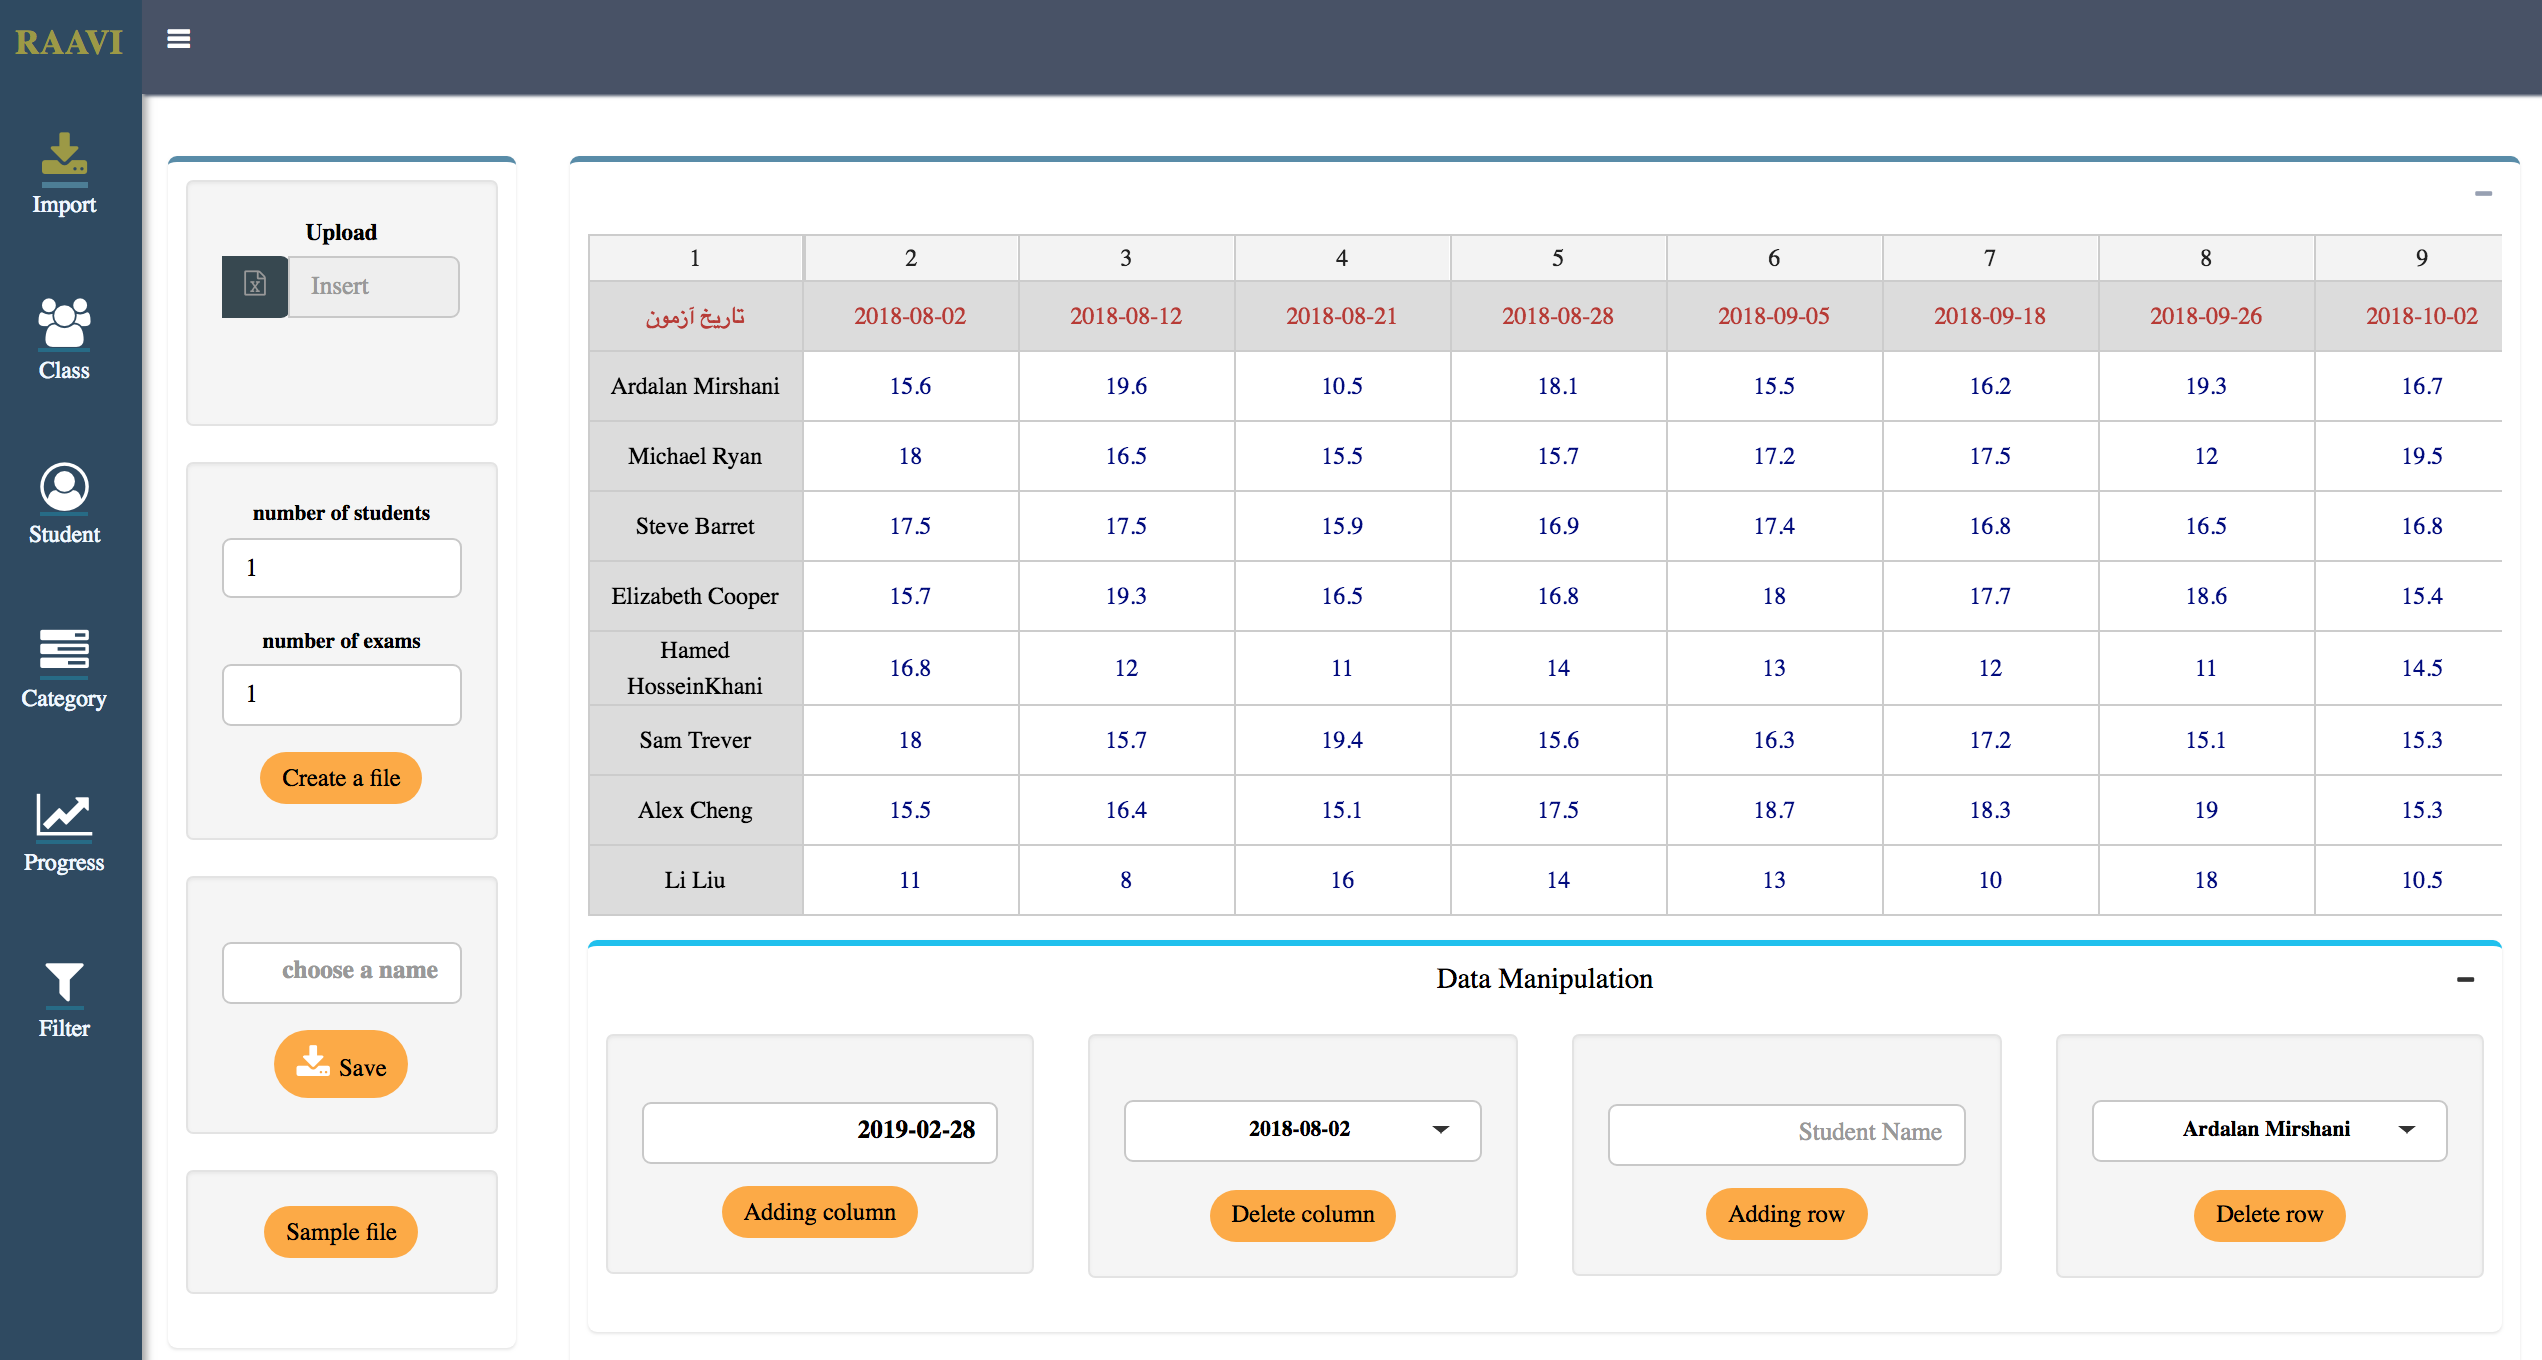 RAAVI
Import
Class
Student
Category
Progress
Filter
Upload
Insert
number of students
1
number of exams
1
Create a file
choose a name
Save
Sample file
1 2 3 4 5 6 7 8 9
تاریخ آزمون 2018-08-02 2018-08-12 2018-08-21 2018-08-28 2018-09-05 2018-09-18 2018-09-26 2018-10-02
Ardalan Mirshani 15.6 19.6 10.5 18.1 15.5 16.2 19.3 16.7
Michael Ryan 18 16.5 15.5 15.7 17.2 17.5 12 19.5
Steve Barret 17.5 17.5 15.9 16.9 17.4 16.8 16.5 16.8
Elizabeth Cooper 15.7 19.3 16.5 16.8 18 17.7 18.6 15.4
Hamed
HosseinKhani 16.8 12 11 14 13 12 11 14.5
Sam Trever 18 15.7 19.4 15.6 16.3 17.2 15.1 15.3
Alex Cheng 15.5 16.4 15.1 17.5 18.7 18.3 19 15.3
Li Liu 11 8 16 14 13 10 18 10.5
Data Manipulation
2019-02-28
Adding column
2018-08-02
Delete column
Student Name
Adding row
Ardalan Mirshani
Delete row